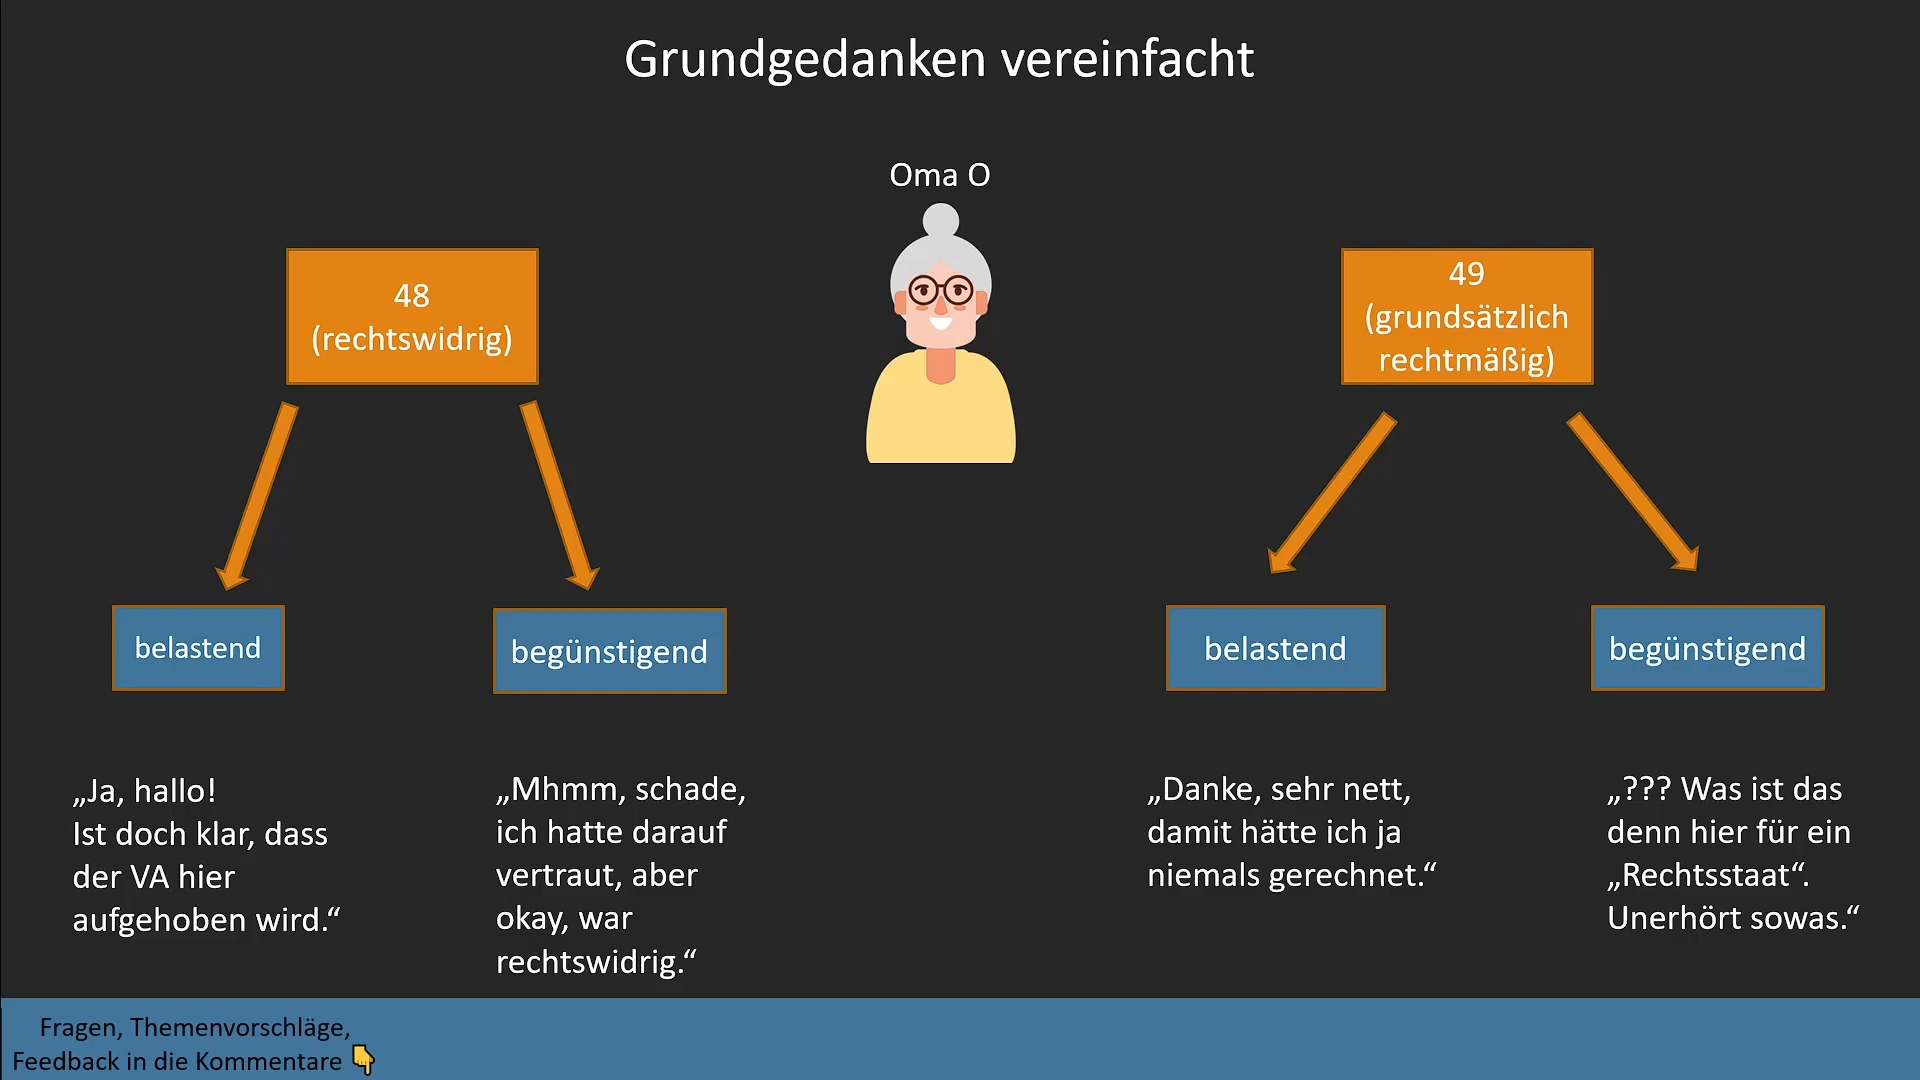 Grundgedanken vereinfacht
Oma O
48
(rechtswidrig)
49
(grundsätzlich
rechtmäßig)
belastend
begünstigend
belastend
begünstigend
„Ja, hallo!
Ist doch klar, dass
der VA hier
aufgehoben wird.“
„Mhmm, schade,
ich hatte darauf
vertraut, aber
okay, war
rechtswidrig.“
„Danke, sehr nett,
damit hätte ich ja
niemals gerechnet.“
„??? Was ist das
denn hier für ein
„Rechtsstaat“.
Unerhört sowas.“
Fragen, Themenvorschläge,
Feedback in die Kommentare 👇